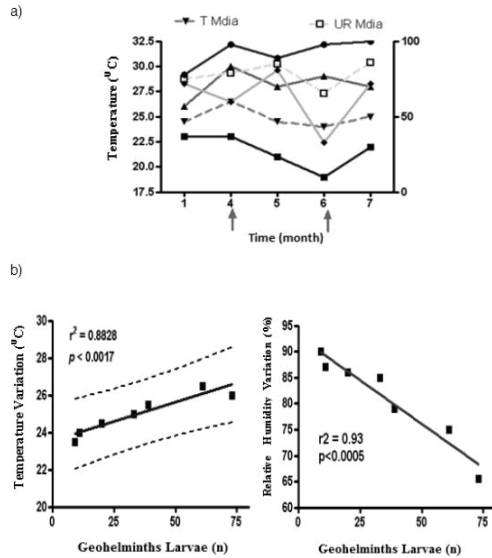 a)
T Mdia UR Mdia
Temperature (⁰C)
32.5
30.0
27.5
25.0
22.5
20.0
17.5
100
50
0
1 4 5 6 7
Time (month)
b)
Temperature Variation (⁰C)
30
28
26
24
22
20
r² = 0.8828
p < 0.0017
0 25 50 75
Geohelminths Larvae (n)
Relative Humidity Variation (%)
95
90
85
80
75
70
65
60
r2 = 0.93
p<0.0005
0 25 50 75
Geohelminths Larvae (n)